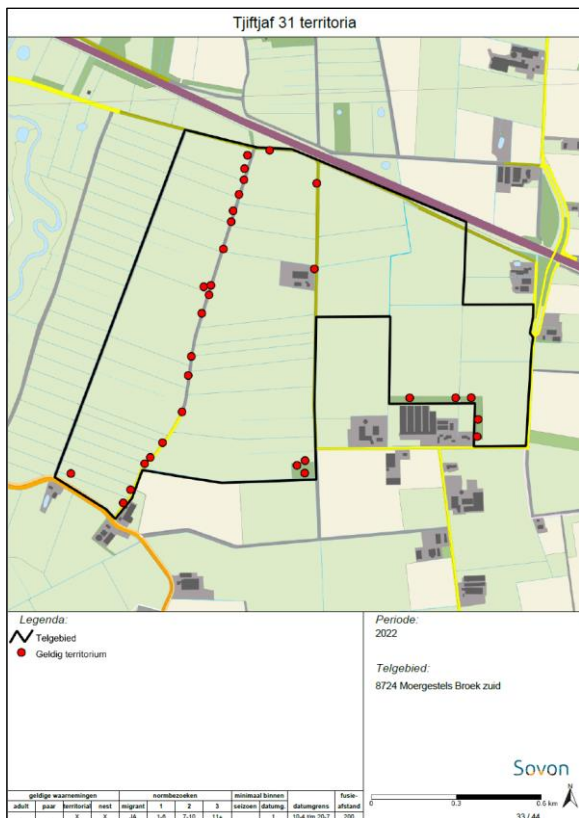 Tjiftjaf 31 territoria
Legenda:
Telgebied
Geldig territorium
Periode:
2022
Telgebied:
8724 Moergestels Broek zuid
Sovon
0 0.3 0.6 km
N
33 / 44
geldige waarnemingen normbezoeken minimaal binnen fusie-
adult paar territoriaal nest migrant 1 2 3 seizoen datumg. datumgrens afstand
X X JA 1-6 7-10 11+ 1 10-4 t/m 20-7 200